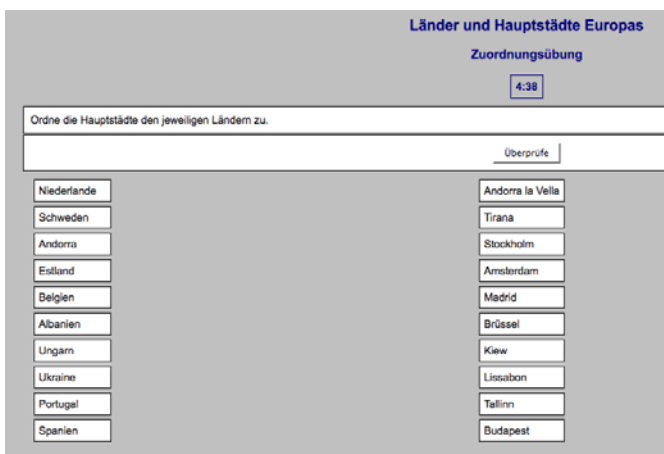 Länder und Hauptstädte Europas
Zuordnungsübung
4:38
Ordne die Hauptstädte den jeweiligen Ländern zu.
Überprüfe
Niederlande Andorra la Vella
Schweden Tirana
Andorra Stockholm
Estland Amsterdam
Belgien Madrid
Albanien Brüssel
Ungarn Kiew
Ukraine Lissabon
Portugal Tallinn
Spanien Budapest